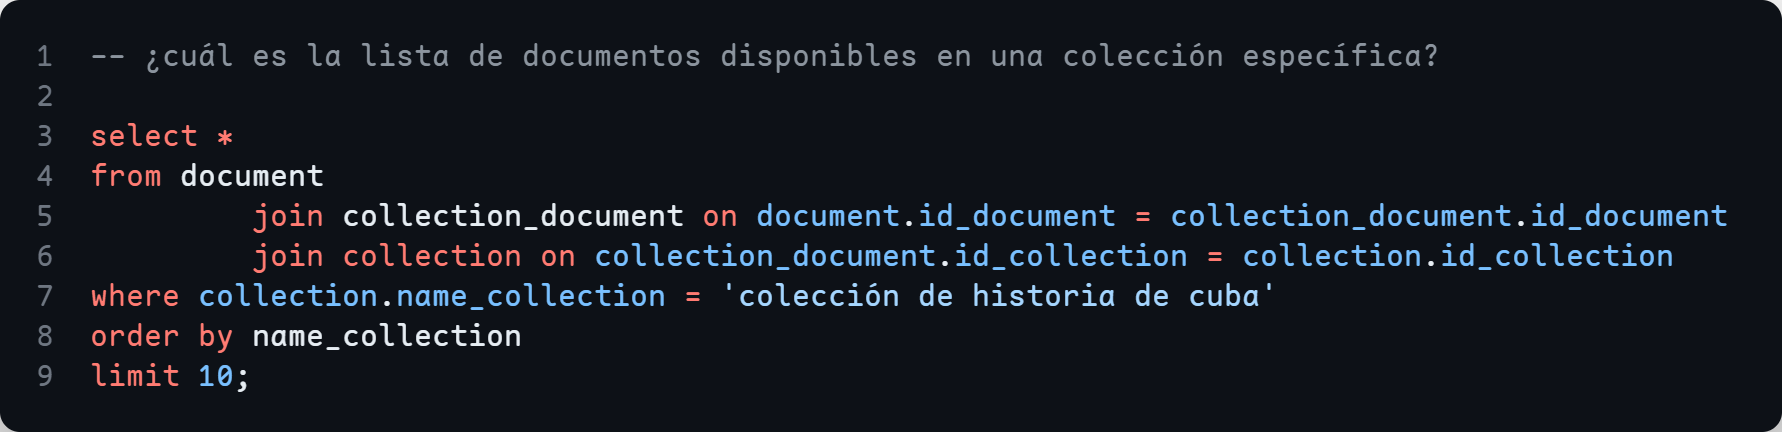 1 -- ¿cuál es la lista de documentos disponibles en una colección específica?
2
3 select *
4 from document
5 join collection_document on document.id_document = collection_document.id_document
6 join collection on collection_document.id_collection = collection.id_collection
7 where collection.name_collection = 'colección de historia de cuba'
8 order by name_collection
9 limit 10;